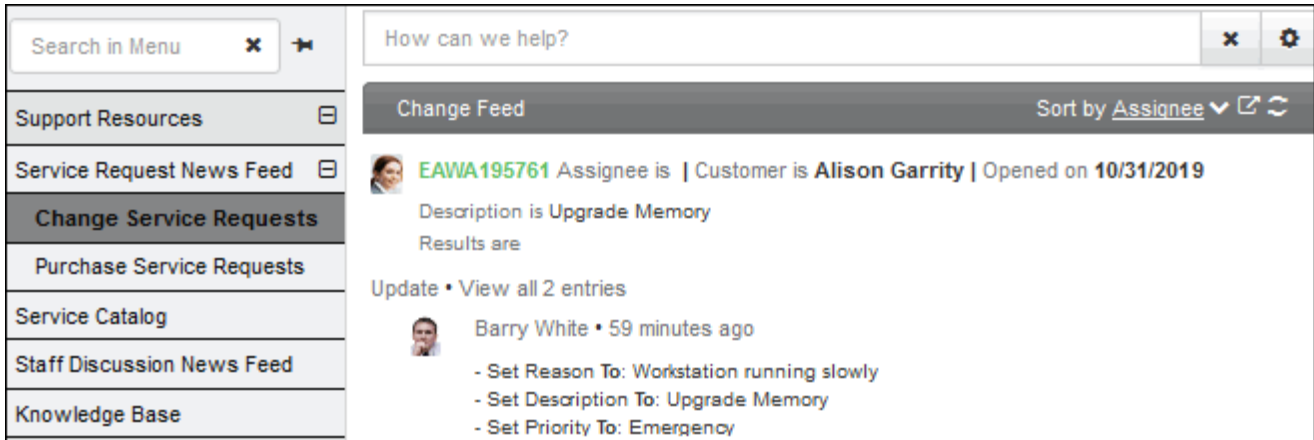 Search in Menu
Support Resources
Service Request News Feed
Change Service Requests
Purchase Service Requests
Service Catalog
Staff Discussion News Feed
Knowledge Base
How can we help?
Change Feed Sort by Assignee
EAWA195761 Assignee is | Customer is Alison Garrity | Opened on 10/31/2019
Description is Upgrade Memory
Results are
Update • View all 2 entries
Barry White • 59 minutes ago
- Set Reason To: Workstation running slowly
- Set Description To: Upgrade Memory
- Set Priority To: Emergency